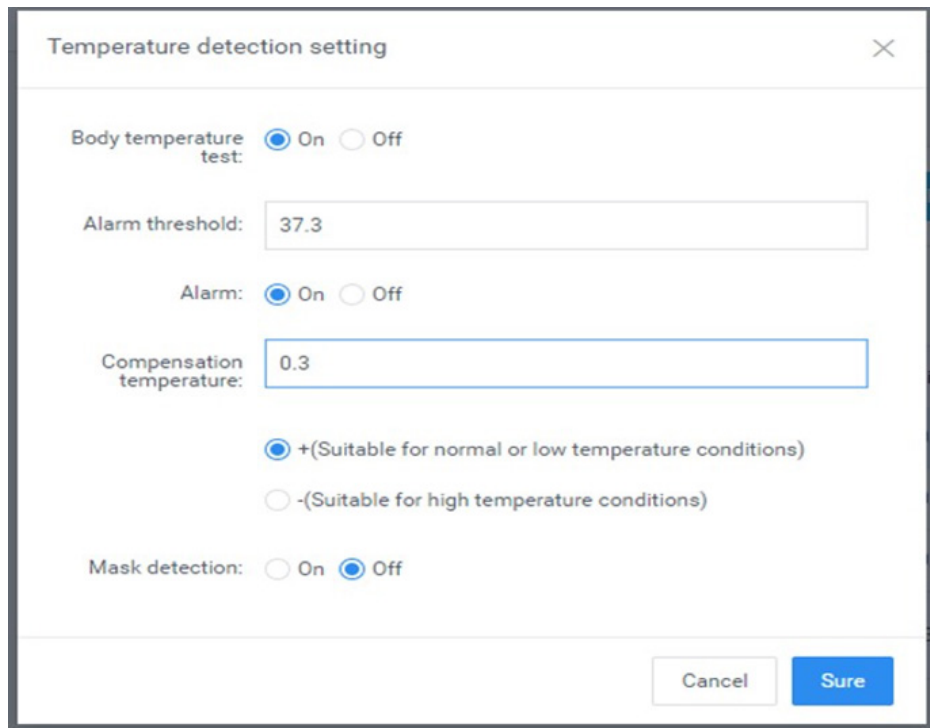 Temperature detection setting
Body temperature
test:
On Off
Alarm threshold:
37.3
Alarm:
On Off
Compensation
temperature:
0.3
+(Suitable for normal or low temperature conditions)
-(Suitable for high temperature conditions)
Mask detection:
On Off
Cancel Sure